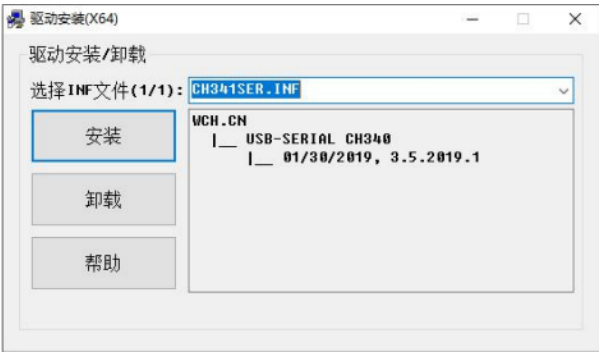 驱动安装(X64)
驱动安装/卸载
选择INF文件(1/1): CH341SER.INF
安装
WCH.CN
|__ USB-SERIAL CH340
|__ 01/30/2019, 3.5.2019.1
卸载
帮助